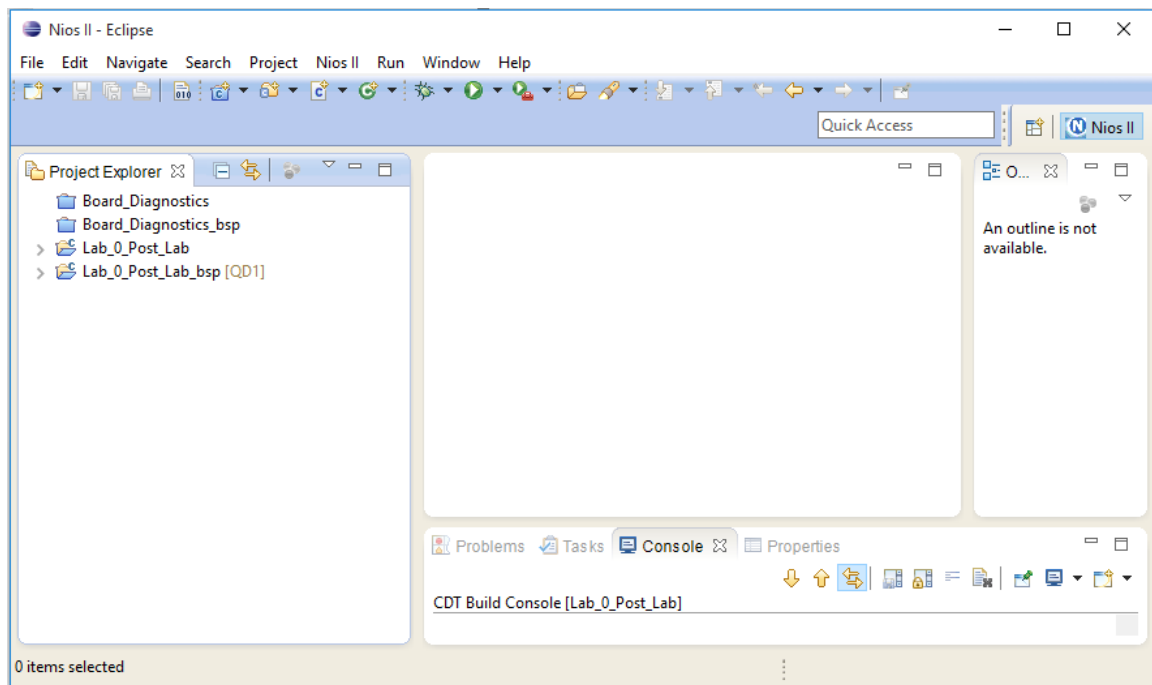 Nios II - Eclipse
File Edit Navigate Search Project Nios II Run Window Help
Quick Access
Nios II
Project Explorer
Board_Diagnostics
Board_Diagnostics_bsp
Lab_0_Post_Lab
Lab_0_Post_Lab_bsp [QD1]
O...
An outline is not
available.
Problems Tasks Console Properties
CDT Build Console [Lab_0_Post_Lab]
0 items selected